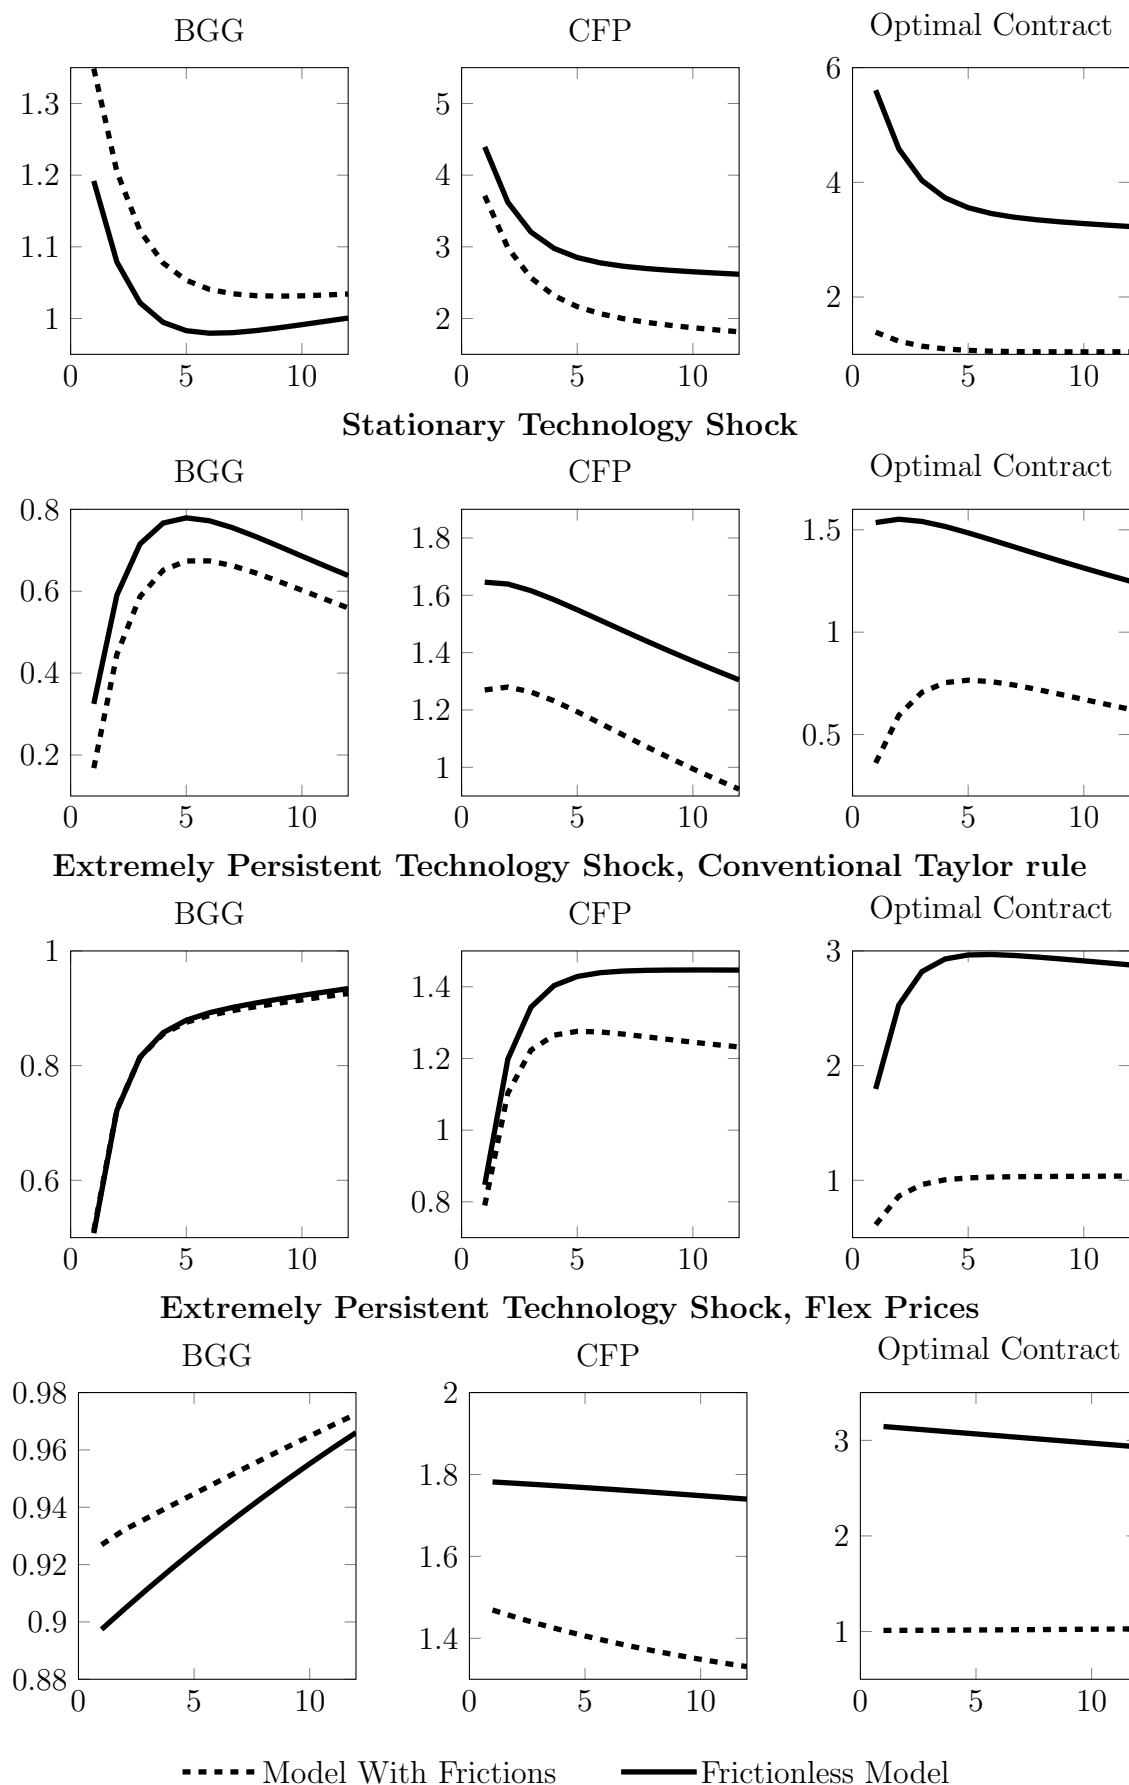 BGG CFP Optimal Contract
1.3 5 6
1.2 4 4
1.1 3 2
1 2
0 5 10 0 5 10 0 5 10
Stationary Technology Shock
BGG CFP Optimal Contract
0.8 1.8 1.5
0.6 1.6 1
0.4 1.4 0.5
0.2 1.2
1
0 5 10 0 5 10 0 5 10
Extremely Persistent Technology Shock, Conventional Taylor rule
BGG CFP Optimal Contract
1 1.4 3
0.8 1.2 2
0.6 1 1
0.8
0 5 10 0 5 10 0 5 10
Extremely Persistent Technology Shock, Flex Prices
BGG CFP Optimal Contract
0.98 2 3
0.96 1.8 2
0.94 1.6 1
0.92 1.4
0.9
0.88
0 5 10 0 5 10 0 5 10
Model With Frictions Frictionless Model